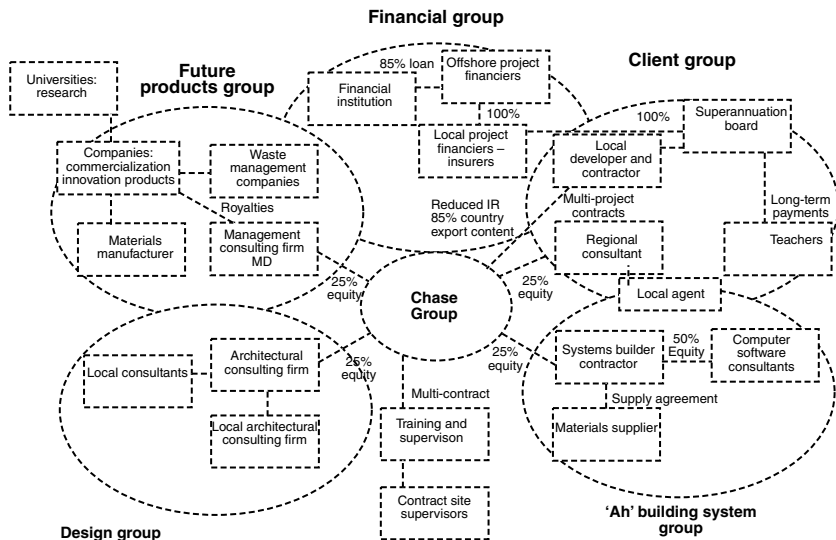 Financial group
Future
products group
Client group
Universities:
research
85% loan
Financial
institution
Offshore project
financiers
100%
Local project
financiers –
insurers
100%
Superannuation
board
Companies:
commercialization
innovation products
Waste
management
companies
Royalties
Materials
manufacturer
Management
consulting firm
MD
Reduced IR
85% country
export content
Local
developer and
contractor
Multi-project
contracts
Regional
consultant
Long-term
payments
Teachers
Local agent
25%
equity
Chase
Group
25%
equity
25%
equity
25%
equity
Local consultants
Architectural
consulting firm
Local architectural
consulting firm
Multi-contract
Training and
supervison
Contract site
supervisors
Systems builder
contractor
50%
Equity
Computer
software
consultants
Supply agreement
Materials supplier
Design group
‘Ah’ building system
group